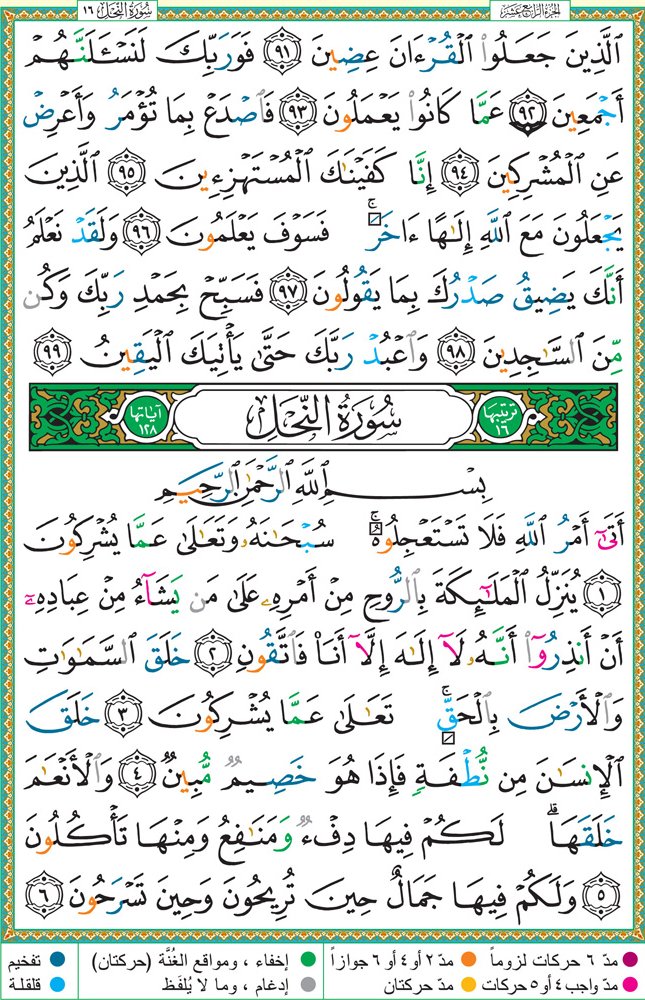 الجزء الرابع عشر
سُورَةُ النَّحۡلِ ١٦
ٱلَّذِينَ جَعَلُواْ ٱلۡقُرۡءَانَ عِضِينَ ٩١ فَوَرَبِّكَ لَنَسۡـَٔلَنَّهُمۡ
أَجۡمَعِينَ ٩٢ عَمَّا كَانُواْ يَعۡمَلُونَ ٩٣ فَٱصۡدَعۡ بِمَا تُؤۡمَرُ وَأَعۡرِضۡ
عَنِ ٱلۡمُشۡرِكِينَ ٩٤ إِنَّا كَفَيۡنَٰكَ ٱلۡمُسۡتَهۡزِءِينَ ٩٥ ٱلَّذِينَ
يَجۡعَلُونَ مَعَ ٱللَّهِ إِلَٰهًا ءَاخَرَۚ فَسَوۡفَ يَعۡلَمُونَ ٩٦ وَلَقَدۡ نَعۡلَمُ
أَنَّكَ يَضِيقُ صَدۡرُكَ بِمَا يَقُولُونَ ٩٧ فَسَبِّحۡ بِحَمۡدِ رَبِّكَ وَكُن
مِّنَ ٱلسَّٰجِدِينَ ٩٨ وَٱعۡبُدۡ رَبَّكَ حَتَّىٰ يَأۡتِيَكَ ٱلۡيَقِينُ ٩٩
ترتيبها ١٦ سُورَةُ النَّحۡلِ آياتها ١٢٨
بِسۡمِ ٱللَّهِ ٱلرَّحۡمَٰنِ ٱلرَّحِيمِ
أَتَىٰٓ أَمۡرُ ٱللَّهِ فَلَا تَسۡتَعۡجِلُوهُۚ سُبۡحَٰنَهُۥ وَتَعَٰلَىٰ عَمَّا يُشۡرِكُونَ
١ يُنَزِّلُ ٱلۡمَلَٰٓئِكَةَ بِٱلرُّوحِ مِنۡ أَمۡرِهِۦ عَلَىٰ مَن يَشَآءُ مِنۡ عِبَادِهِۦٓ
أَنۡ أَنذِرُوٓاْ أَنَّهُۥ لَآ إِلَٰهَ إِلَّآ أَنَا۠ فَٱتَّقُونِ ٢ خَلَقَ ٱلسَّمَٰوَٰتِ
وَٱلۡأَرۡضَ بِٱلۡحَقِّۚ تَعَٰلَىٰ عَمَّا يُشۡرِكُونَ ٣ خَلَقَ
ٱلۡإِنسَٰنَ مِن نُّطۡفَةٖ فَإِذَا هُوَ خَصِيمٞ مُّبِينٞ ٤ وَٱلۡأَنۡعَٰمَ
خَلَقَهَاۖ لَكُمۡ فِيهَا دِفۡءٞ وَمَنَٰفِعُ وَمِنۡهَا تَأۡكُلُونَ
٥ وَلَكُمۡ فِيهَا جَمَالٌ حِينَ تُرِيحُونَ وَحِينَ تَسۡرَحُونَ ٦
مدّ ٦ حركات لزوماً مدّ ٢ أو ٤ أو ٦ جوازاً إخفاء ، ومواقع الغُنَّة (حركتان) تفخيم
مدّ واجب ٤ أو ٥ حركات مدّ حركتان إدغام ، وما لا يُلفَظ قلقلة